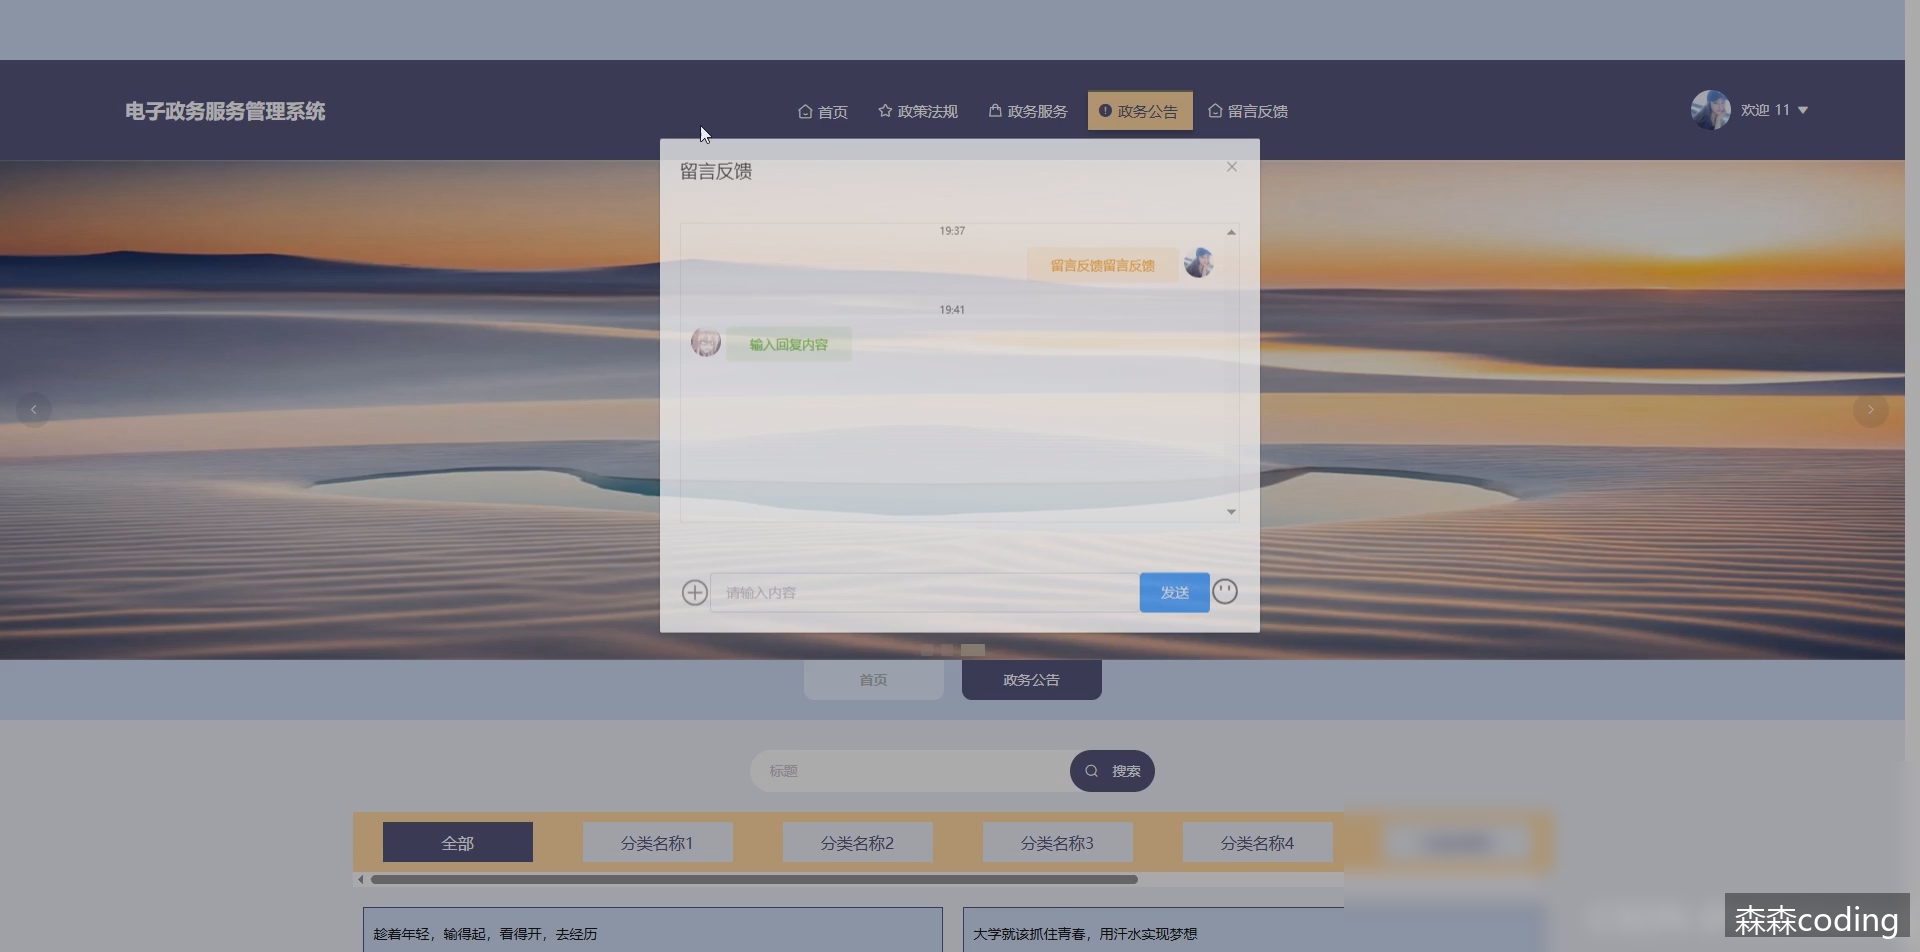 电子政务服务管理系统
首页
政策法规
政务服务
政务公告
留言反馈
欢迎 11
留言反馈
19:37
留言反馈留言反馈
19:41
输入回复内容
请输入内容
发送
首页
政务公告
标题
搜索
全部
分类名称1
分类名称2
分类名称3
分类名称4
趁着年轻，输得起，看得开，去经历
大学就该抓住青春，用汗水实现梦想
森森coding